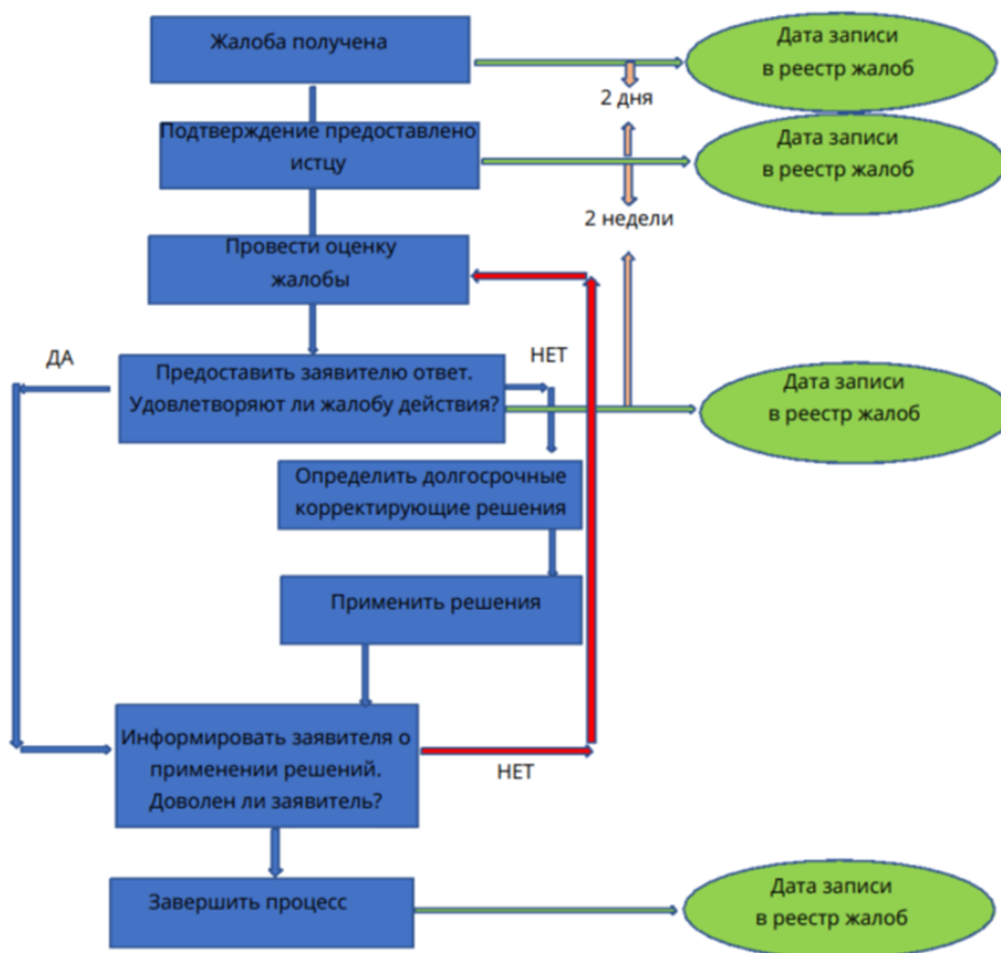 Жалоба получена
Дата записи
в реестр жалоб
2 дня
Подтверждение предоставлено
истцу
Дата записи
в реестр жалоб
2 недели
Провести оценку
жалобы
ДА
НЕТ
Предоставить заявителю ответ.
Удовлетворяют ли жалобу действия?
Дата записи
в реестр жалоб
Определить долгосрочные
корректирующие решения
Применить решения
Информировать заявителя о
применении решений.
Доволен ли заявитель?
НЕТ
Завершить процесс
Дата записи
в реестр жалоб